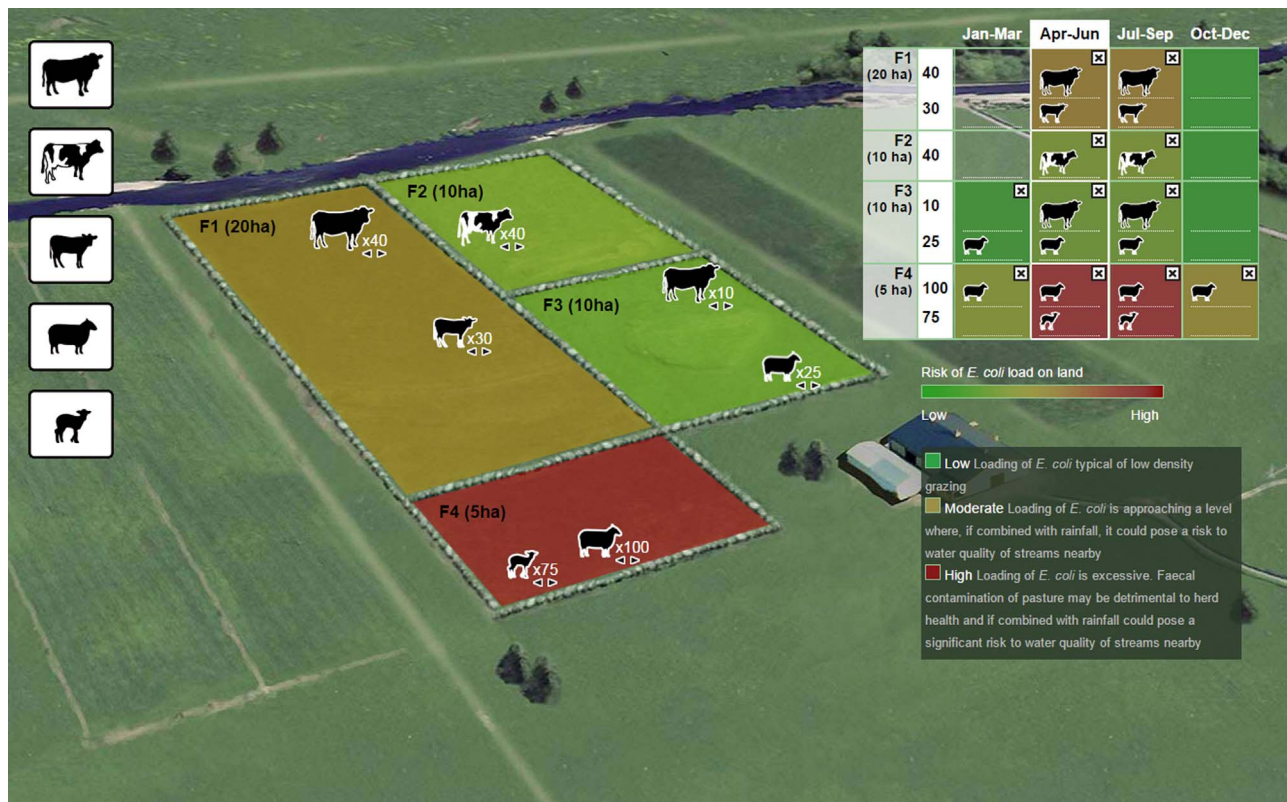 Jan-Mar Apr-Jun Jul-Sep Oct-Dec
F1
(20 ha) 40
30
F2
(10 ha) 40
F3
(10 ha) 10
25
F4
(5 ha) 100
75
F1 (20ha)
x40
x30
F2 (10ha)
x40
F3 (10ha)
x10
x25
F4 (5ha)
x75
x100
Risk of E. coli load on land
Low High
Low Loading of E. coli typical of low density
grazing
Moderate Loading of E. coli is approaching a level
where, if combined with rainfall, it could pose a risk to
water quality of streams nearby
High Loading of E. coli is excessive. Faecal
contamination of pasture may be detrimental to herd
health and if combined with rainfall could pose a
significant risk to water quality of streams nearby